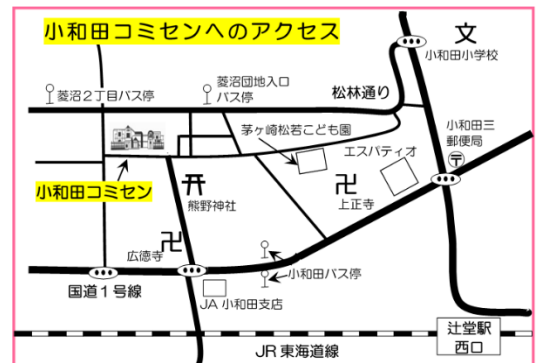 小和田コミセンへのアクセス
文
小和田小学校
菱沼2丁目バス停
菱沼団地入口
バス停
松林通り
茅ヶ崎松若こども園
小和田三
郵便局
〒
エスパティオ
小和田コミセン
熊野神社
卍
上正寺
卍
広徳寺
小和田バス停
国道1号線
JA 小和田支店
辻堂駅
西口
JR 東海道線